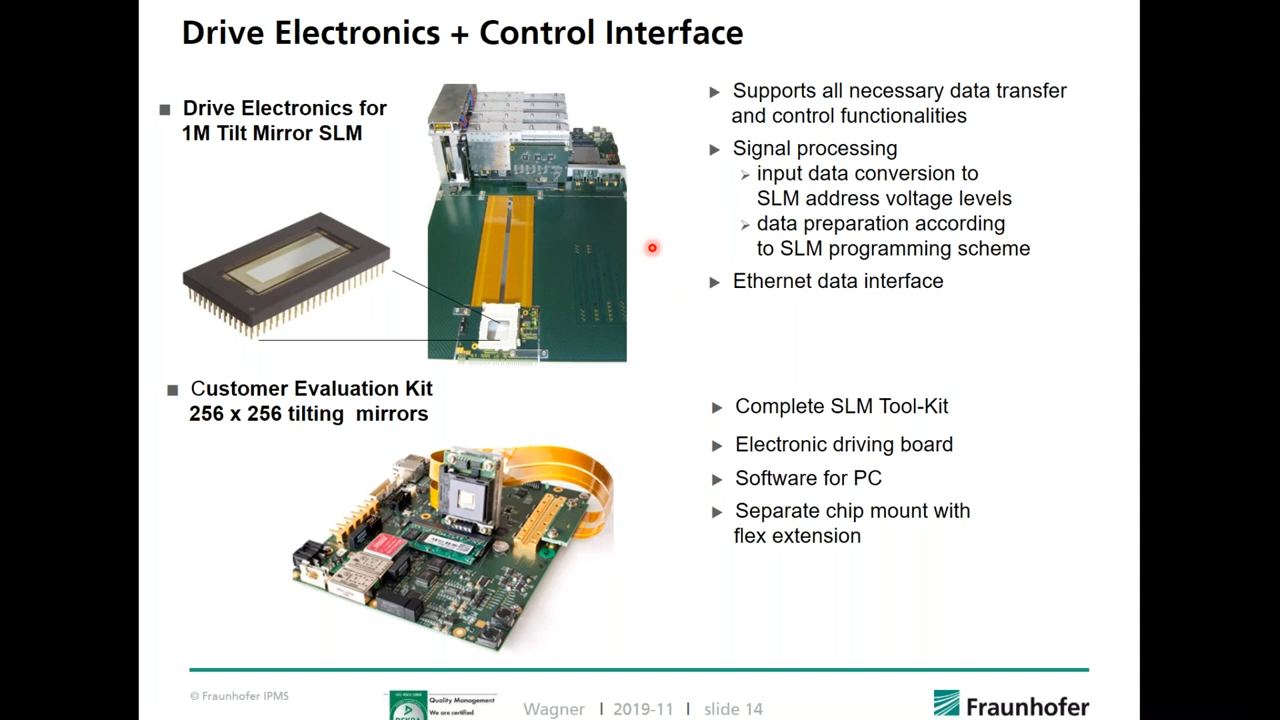 Drive Electronics + Control Interface
Drive Electronics for
1M Tilt Mirror SLM
Supports all necessary data transfer
and control functionalities
Signal processing
input data conversion to
SLM address voltage levels
data preparation according
to SLM programming scheme
Ethernet data interface
Customer Evaluation Kit
256 x 256 tilting mirrors
Complete SLM Tool-Kit
Electronic driving board
Software for PC
Separate chip mount with
flex extension
© Fraunhofer IPMS
Quality Management
We are certified
Wagner | 2019-11 | slide 14
Fraunhofer